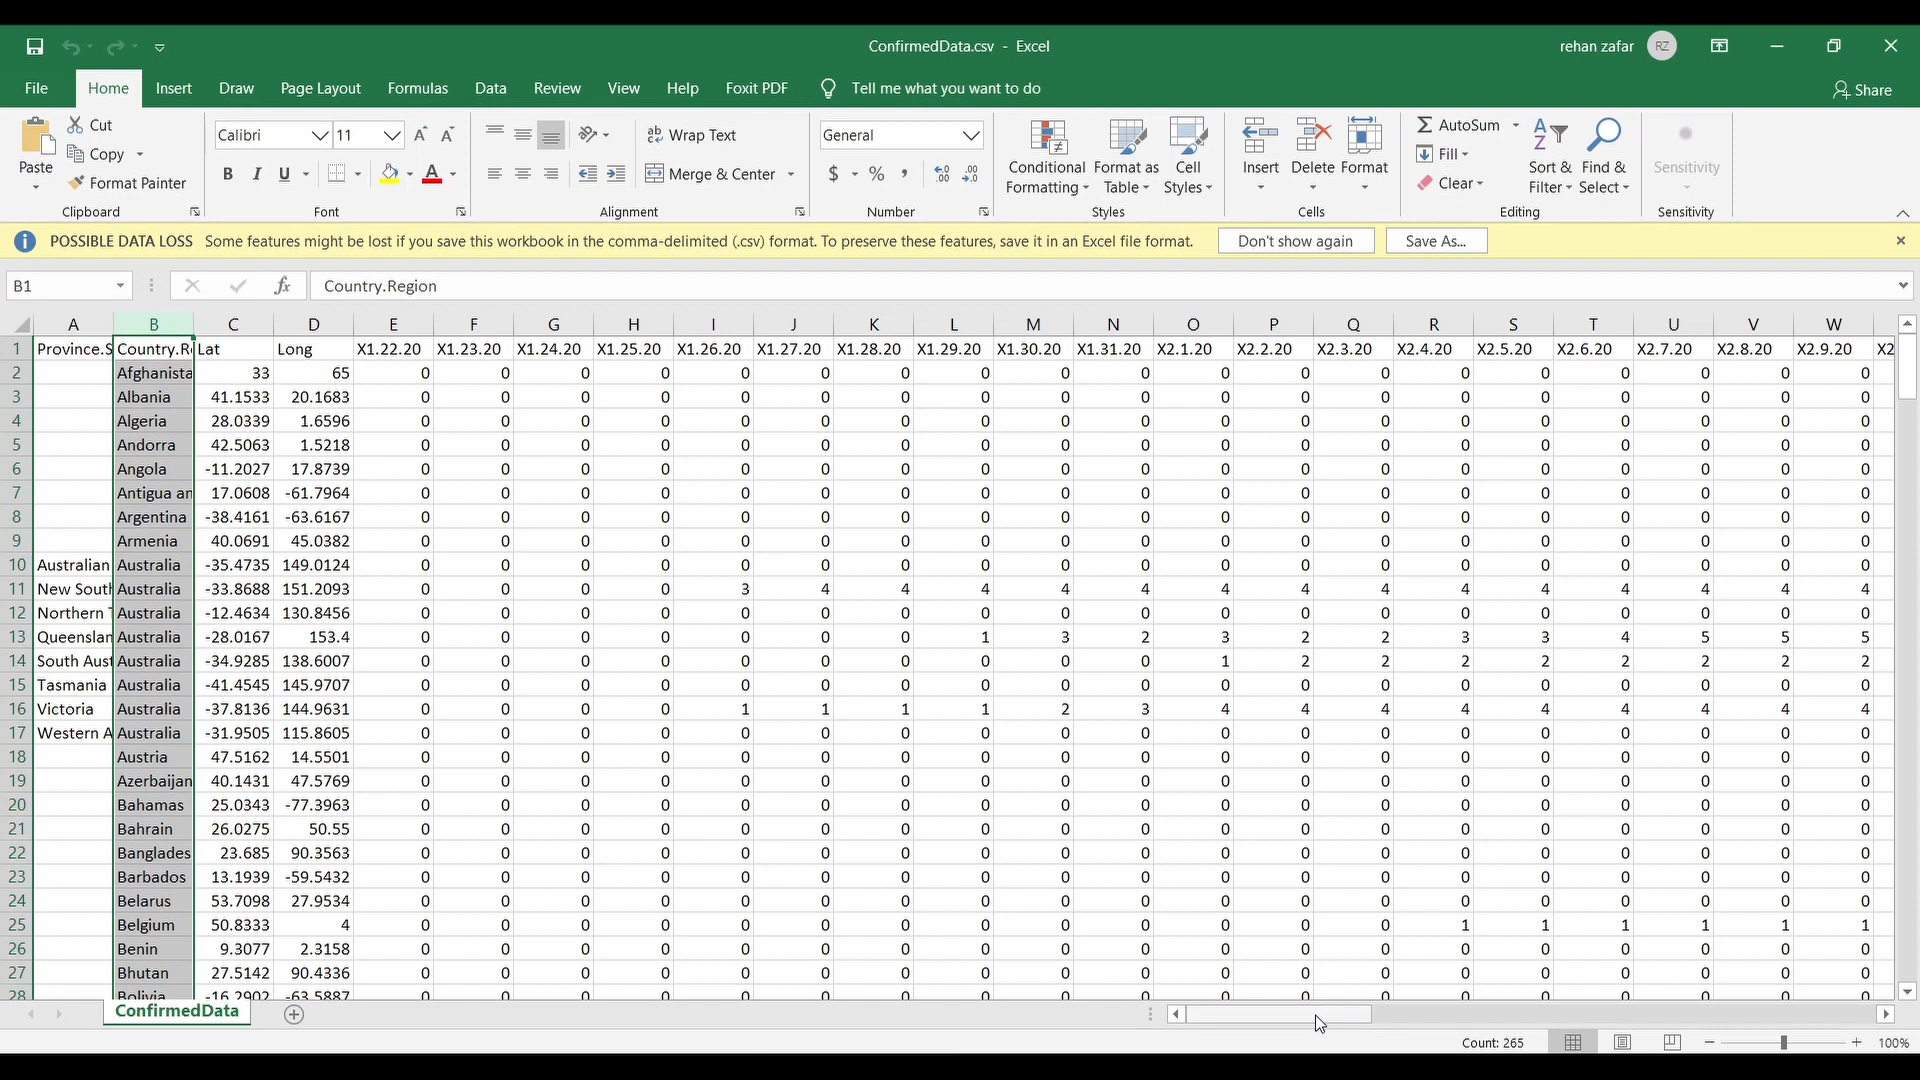 ConfirmedData.csv - Excel
rehan zafar RZ
File Home Insert Draw Page Layout Formulas Data Review View Help Foxit PDF Tell me what you want to do Share
Paste Cut Copy Format Painter Clipboard
Calibri 11 A A B I U A Font
ab Wrap Text Merge & Center Alignment
General $ % , Number
Conditional Formatting Format as Table Cell Styles Styles
Insert Delete Format Cells
AutoSum Fill Clear Sort & Filter Find & Select Editing
Sensitivity Sensitivity
POSSIBLE DATA LOSS Some features might be lost if you save this workbook in the comma-delimited (.csv) format. To preserve these features, save it in an Excel file format. Don't show again Save As...
B1 fx Country.Region
A B C D E F G H I J K L M N O P Q R S T U V W
1 Province.S Country.Re Lat Long X1.22.20 X1.23.20 X1.24.20 X1.25.20 X1.26.20 X1.27.20 X1.28.20 X1.29.20 X1.30.20 X1.31.20 X2.1.20 X2.2.20 X2.3.20 X2.4.20 X2.5.20 X2.6.20 X2.7.20 X2.8.20 X2.9.20 X2
2 Afghanista 33 65 0 0 0 0 0 0 0 0 0 0 0 0 0 0 0 0 0 0 0
3 Albania 41.1533 20.1683 0 0 0 0 0 0 0 0 0 0 0 0 0 0 0 0 0 0 0
4 Algeria 28.0339 1.6596 0 0 0 0 0 0 0 0 0 0 0 0 0 0 0 0 0 0 0
5 Andorra 42.5063 1.5218 0 0 0 0 0 0 0 0 0 0 0 0 0 0 0 0 0 0 0
6 Angola -11.2027 17.8739 0 0 0 0 0 0 0 0 0 0 0 0 0 0 0 0 0 0 0
7 Antigua an 17.0608 -61.7964 0 0 0 0 0 0 0 0 0 0 0 0 0 0 0 0 0 0 0
8 Argentina -38.4161 -63.6167 0 0 0 0 0 0 0 0 0 0 0 0 0 0 0 0 0 0 0
9 Armenia 40.0691 45.0382 0 0 0 0 0 0 0 0 0 0 0 0 0 0 0 0 0 0 0
10 Australian Australia -35.4735 149.0124 0 0 0 0 0 0 0 0 0 0 0 0 0 0 0 0 0 0 0
11 New South Australia -33.8688 151.2093 0 0 0 0 3 4 4 4 4 4 4 4 4 4 4 4 4 4 4
12 Northern T Australia -12.4634 130.8456 0 0 0 0 0 0 0 0 0 0 0 0 0 0 0 0 0 0 0
13 Queenslan Australia -28.0167 153.4 0 0 0 0 0 0 0 1 3 2 3 2 2 3 3 4 5 5 5
14 South Aust Australia -34.9285 138.6007 0 0 0 0 0 0 0 0 0 0 1 2 2 2 2 2 2 2 2
15 Tasmania Australia -41.4545 145.9707 0 0 0 0 0 0 0 0 0 0 0 0 0 0 0 0 0 0 0
16 Victoria Australia -37.8136 144.9631 0 0 0 0 1 1 1 1 2 3 4 4 4 4 4 4 4 4 4
17 Western A Australia -31.9505 115.8605 0 0 0 0 0 0 0 0 0 0 0 0 0 0 0 0 0 0 0
18 Austria 47.5162 14.5501 0 0 0 0 0 0 0 0 0 0 0 0 0 0 0 0 0 0 0
19 Azerbaijan 40.1431 47.5769 0 0 0 0 0 0 0 0 0 0 0 0 0 0 0 0 0 0 0
20 Bahamas 25.0343 -77.3963 0 0 0 0 0 0 0 0 0 0 0 0 0 0 0 0 0 0 0
21 Bahrain 26.0275 50.55 0 0 0 0 0 0 0 0 0 0 0 0 0 0 0 0 0 0 0
22 Banglades 23.685 90.3563 0 0 0 0 0 0 0 0 0 0 0 0 0 0 0 0 0 0 0
23 Barbados 13.1939 -59.5432 0 0 0 0 0 0 0 0 0 0 0 0 0 0 0 0 0 0 0
24 Belarus 53.7098 27.9534 0 0 0 0 0 0 0 0 0 0 0 0 0 0 0 0 0 0 0
25 Belgium 50.8333 4 0 0 0 0 0 0 0 0 0 0 0 0 0 1 1 1 1 1 1
26 Benin 9.3077 2.3158 0 0 0 0 0 0 0 0 0 0 0 0 0 0 0 0 0 0 0
27 Bhutan 27.5142 90.4336 0 0 0 0 0 0 0 0 0 0 0 0 0 0 0 0 0 0 0
28 Bolivia -16.2902 -63.5887 0 0 0 0 0 0 0 0 0 0 0 0 0 0 0 0 0 0 0
ConfirmedData
Count: 265 100%